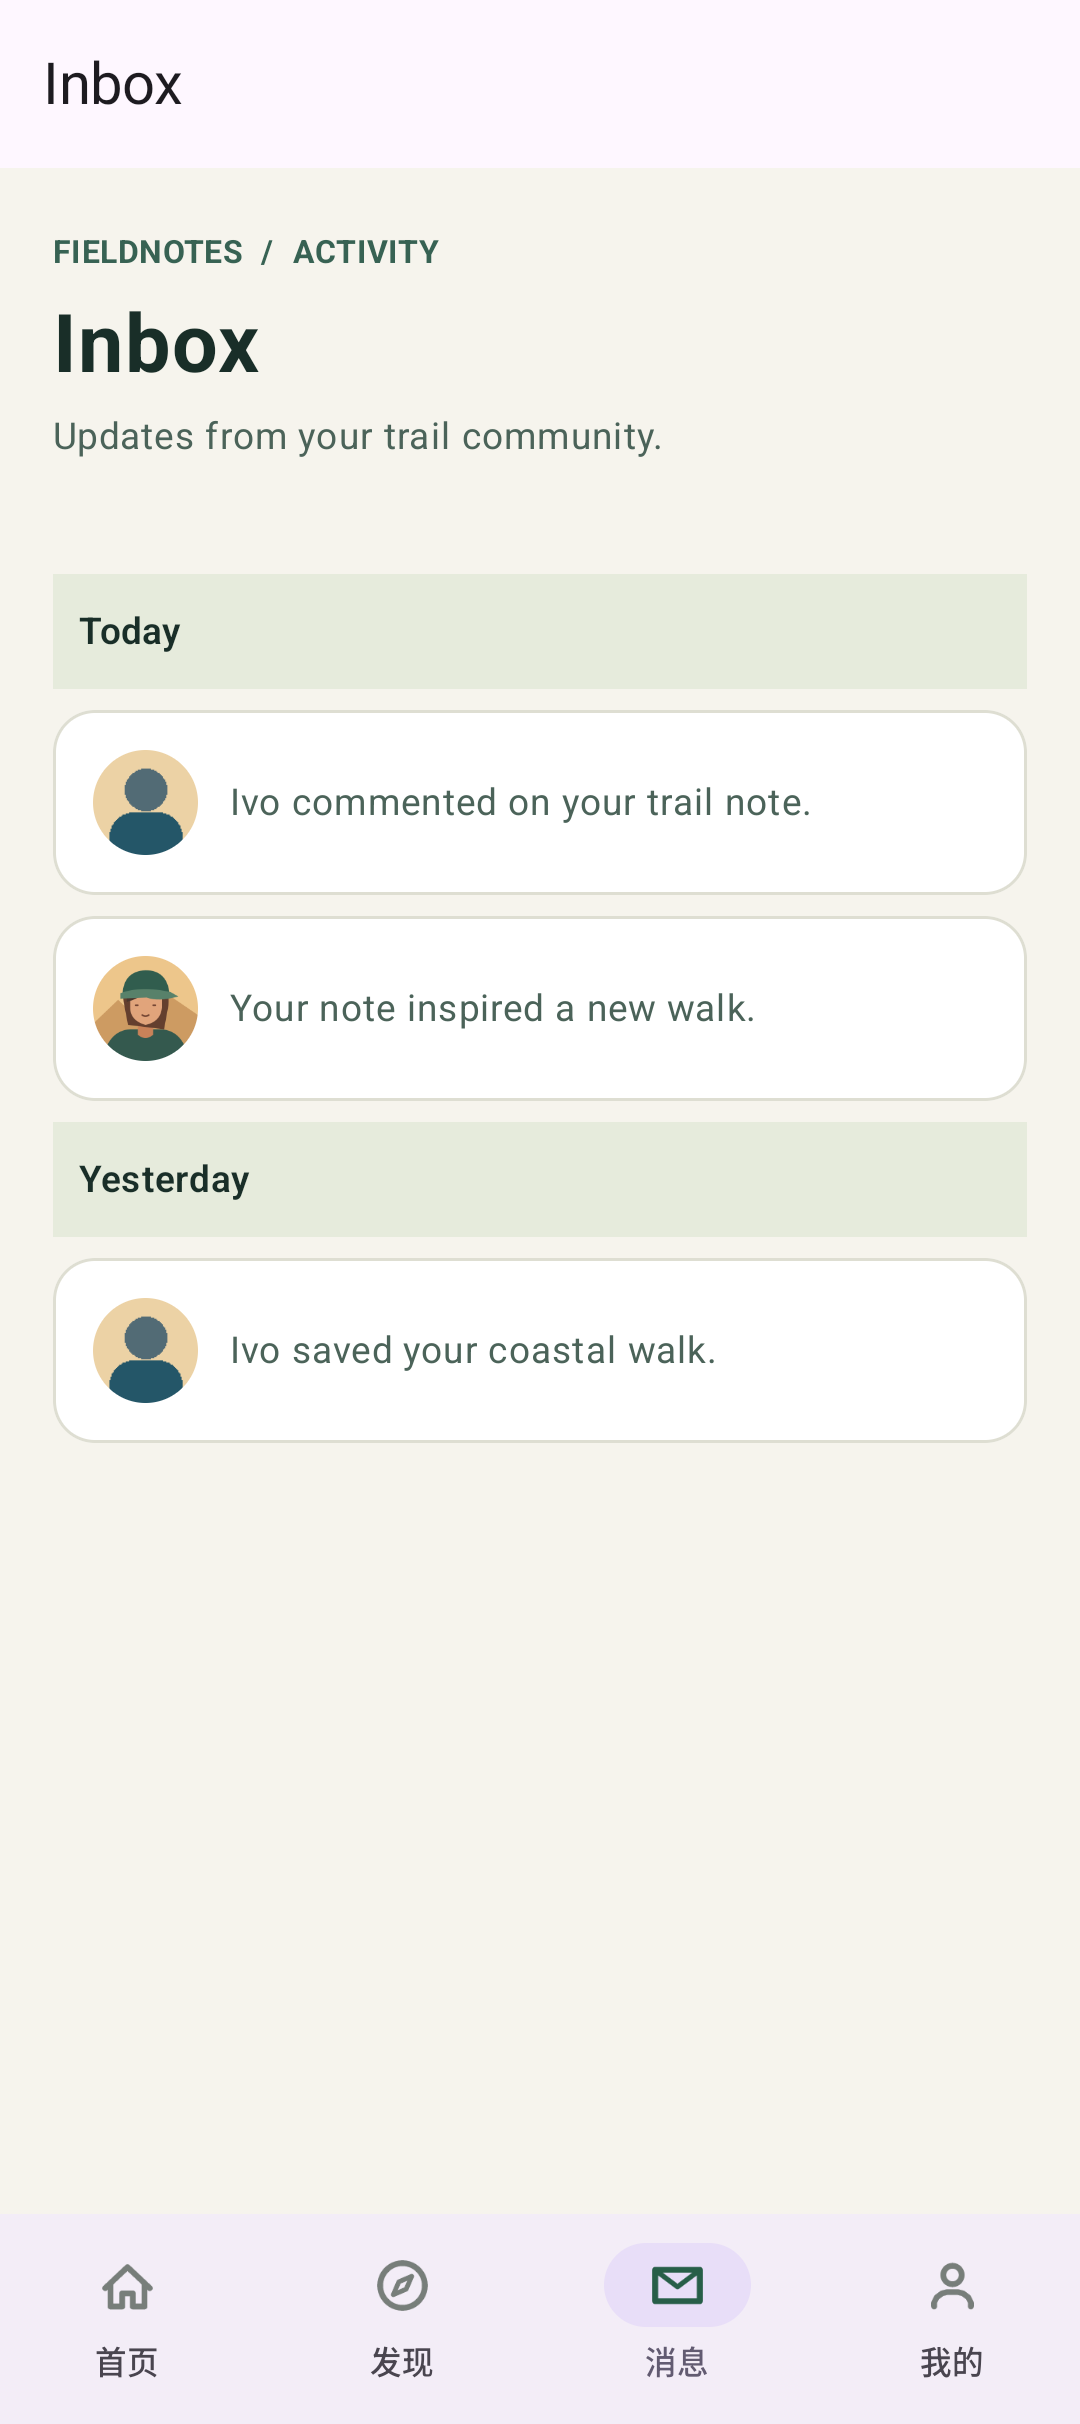 Inbox
FIELDNOTES / ACTIVITY
Inbox
Updates from your trail community.
Today
Ivo commented on your trail note.
Your note inspired a new walk.
Yesterday
Ivo saved your coastal walk.
首页 发现 消息 我的